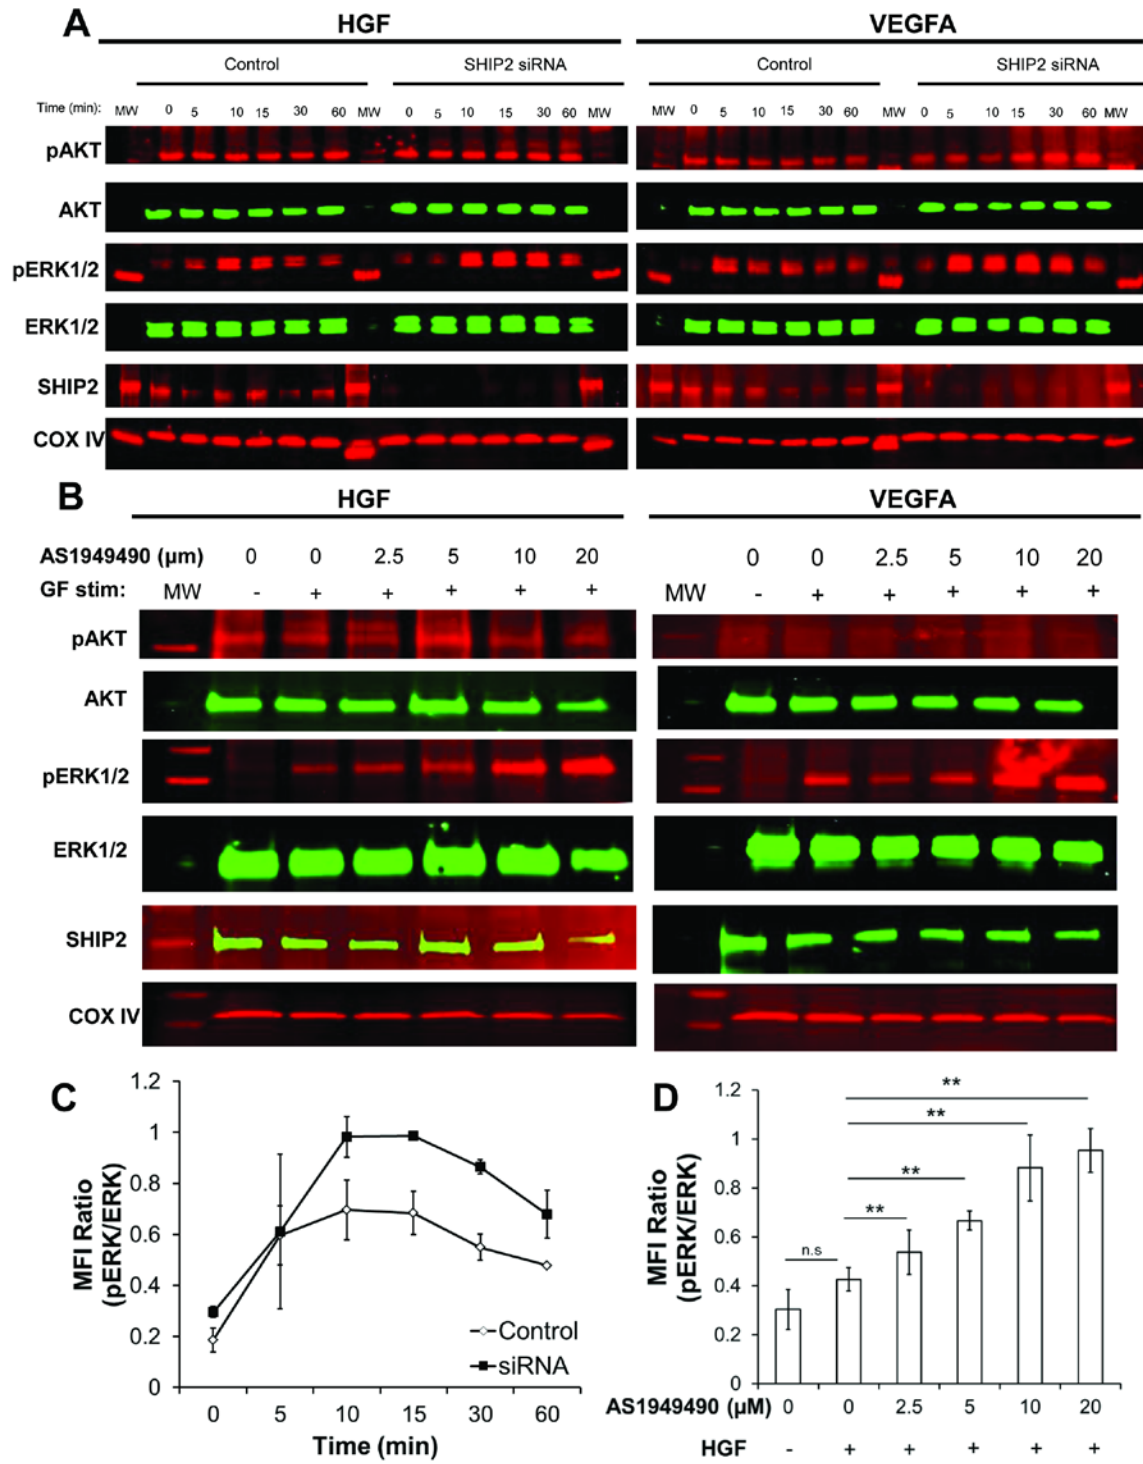 A HGF VEGFA
Control SHIP2 siRNA Control SHIP2 siRNA
Time (min): MW 0 5 10 15 30 60 MW 0 5 10 15 30 60 MW MW 0 5 10 15 30 60 MW 0 5 10 15 30 60 MW
pAKT
AKT
pERK1/2
ERK1/2
SHIP2
COX IV
B HGF VEGFA
AS1949490 (µm) 0 0 2.5 5 10 20 0 0 2.5 5 10 20
GF stim: MW - + + + + + MW - + + + + +
pAKT
AKT
pERK1/2
ERK1/2
SHIP2
COX IV
C
MFI Ratio
(pERK/ERK)
1.2
1
0.8
0.6
0.4
0.2
0
Control
siRNA
0 5 10 15 30 60
Time (min)
D
MFI Ratio
(pERK/ERK)
1.2
1
0.8
0.6
0.4
0.2
0
**
**
**
**
n.s
AS1949490 (µM) 0 0 2.5 5 10 20
HGF - + + + + +